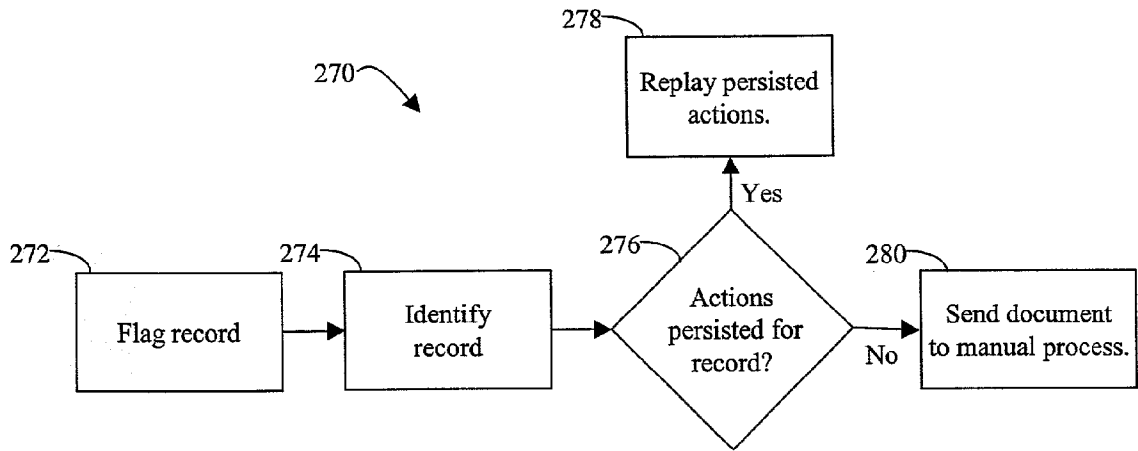 278
270
Replay persisted
actions.
Yes
272
274
276
280
Flag record
Identify
record
Actions
persisted for
record?
No
Send document
to manual process.